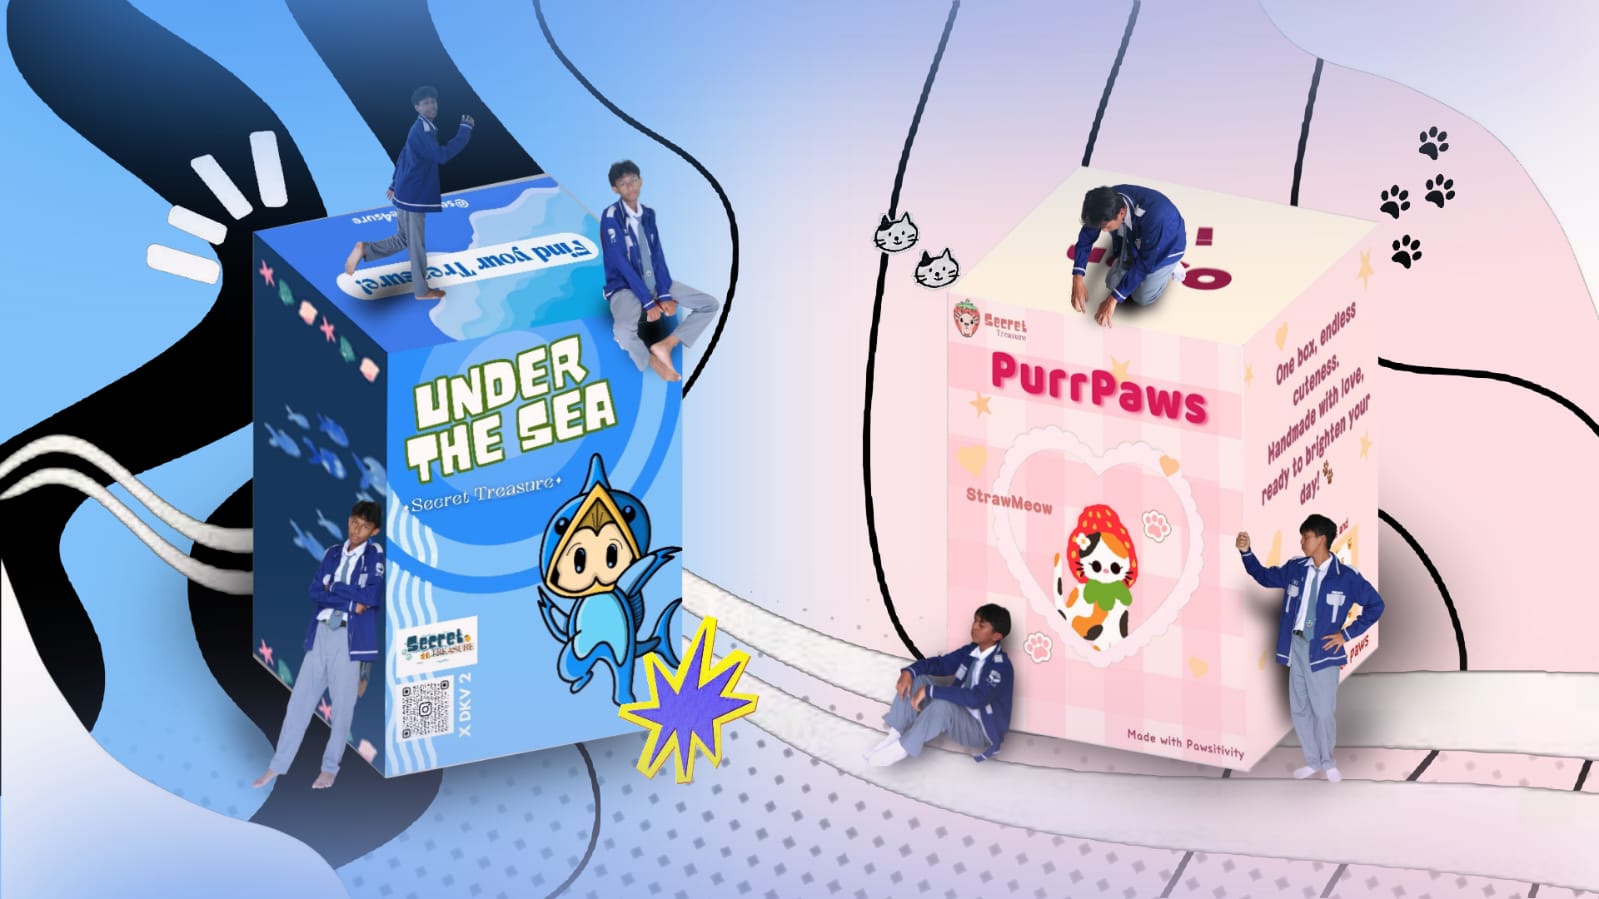 Find your Treasure!
UNDER
THE SEA
Secret Treasure
Secret
TREASURE
X DKV 2
Secret
Treasure
PurrPaws
StrawMeow
Made with Pawsitivity
One box, endless
cuteness.
Handmade with love,
ready to brighten your
day!
and
Paws